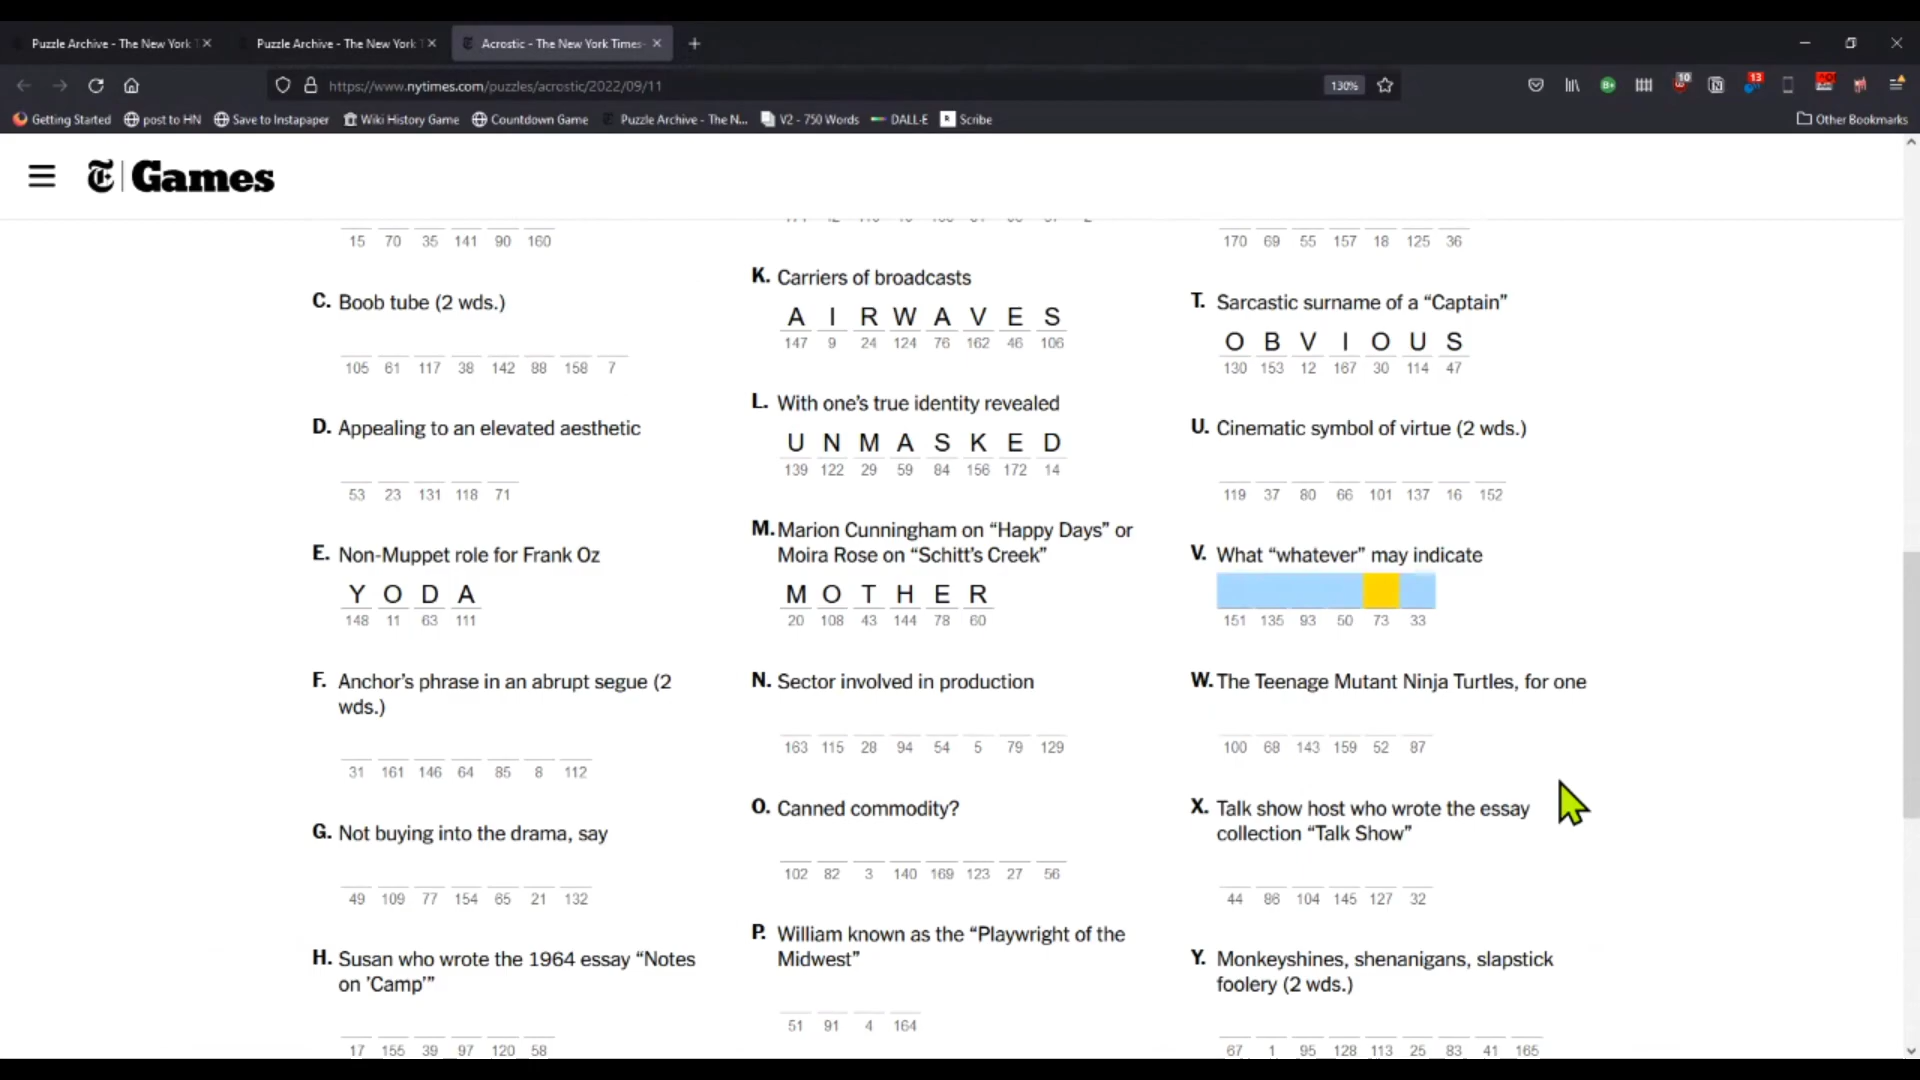 Puzzle Archive - The New York T
Puzzle Archive - The New York T
Acrostic - The New York Times-
https://www.nytimes.com/puzzles/acrostic/2022/09/11
130%
10
13
Getting Started
post to HN
Save to Instapaper
Wiki History Game
Countdown Game
Puzzle Archive - The N...
V2 - 750 Words
DALL-E
Scribe
Other Bookmarks
Games
15 70 35 141 90 160
C. Boob tube (2 wds.)
105 61 117 38 142 88 158 7
D. Appealing to an elevated aesthetic
53 23 131 118 71
E. Non-Muppet role for Frank Oz
Y O D A
148 11 63 111
F. Anchor's phrase in an abrupt segue (2
wds.)
31 161 146 64 85 8 112
G. Not buying into the drama, say
49 109 77 154 65 21 132
H. Susan who wrote the 1964 essay “Notes
on ’Camp’”
17 155 39 97 120 58
K. Carriers of broadcasts
A I R W A V E S
147 9 24 124 76 162 46 106
L. With one's true identity revealed
U N M A S K E D
139 122 29 59 84 156 172 14
M. Marion Cunningham on “Happy Days” or
Moira Rose on “Schitt’s Creek”
M O T H E R
20 108 43 144 78 60
N. Sector involved in production
163 115 28 94 54 5 79 129
O. Canned commodity?
102 82 3 140 169 123 27 56
P. William known as the “Playwright of the
Midwest”
51 91 4 164
170 69 55 157 18 125 36
T. Sarcastic surname of a “Captain”
O B V I O U S
130 153 12 167 30 114 47
U. Cinematic symbol of virtue (2 wds.)
119 37 80 66 101 137 16 152
V. What “whatever” may indicate
151 135 93 50 73 33
W. The Teenage Mutant Ninja Turtles, for one
100 68 143 159 52 87
X. Talk show host who wrote the essay
collection “Talk Show”
44 86 104 145 127 32
Y. Monkeyshines, shenanigans, slapstick
foolery (2 wds.)
67 1 95 128 113 25 83 41 165